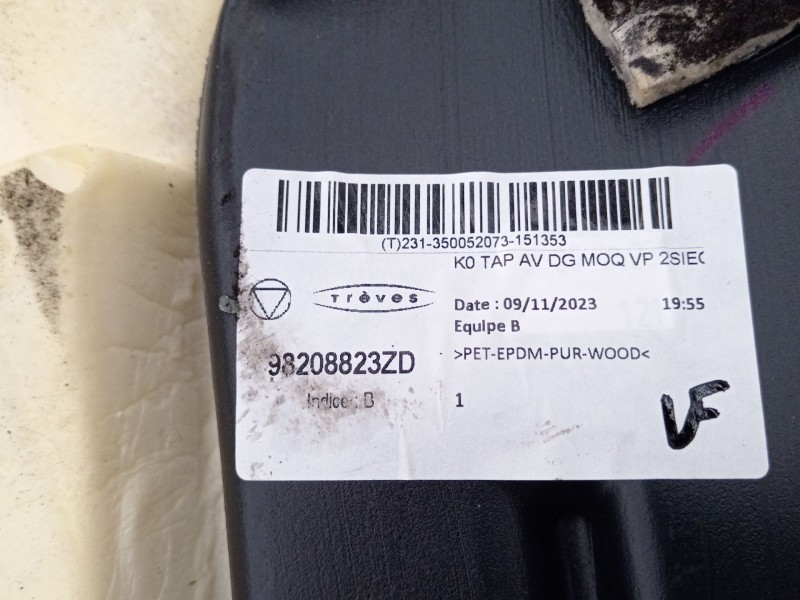 (T)231-350052073-151353
K0 TAP AV DG MOQ VP 2SIEG
Trèves
Date : 09/11/2023 19:55
Equipe B
98208823ZD
>PET-EPDM-PUR-WOOD<
Indice : B
1
VF